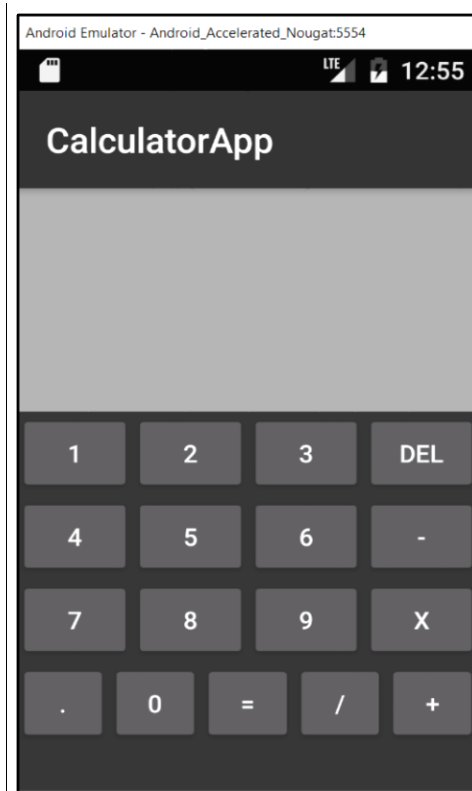 Android Emulator - Android_Accelerated_Nougat:5554
LTE 12:55
CalculatorApp
1 2 3 DEL
4 5 6 -
7 8 9 X
. 0 = / +